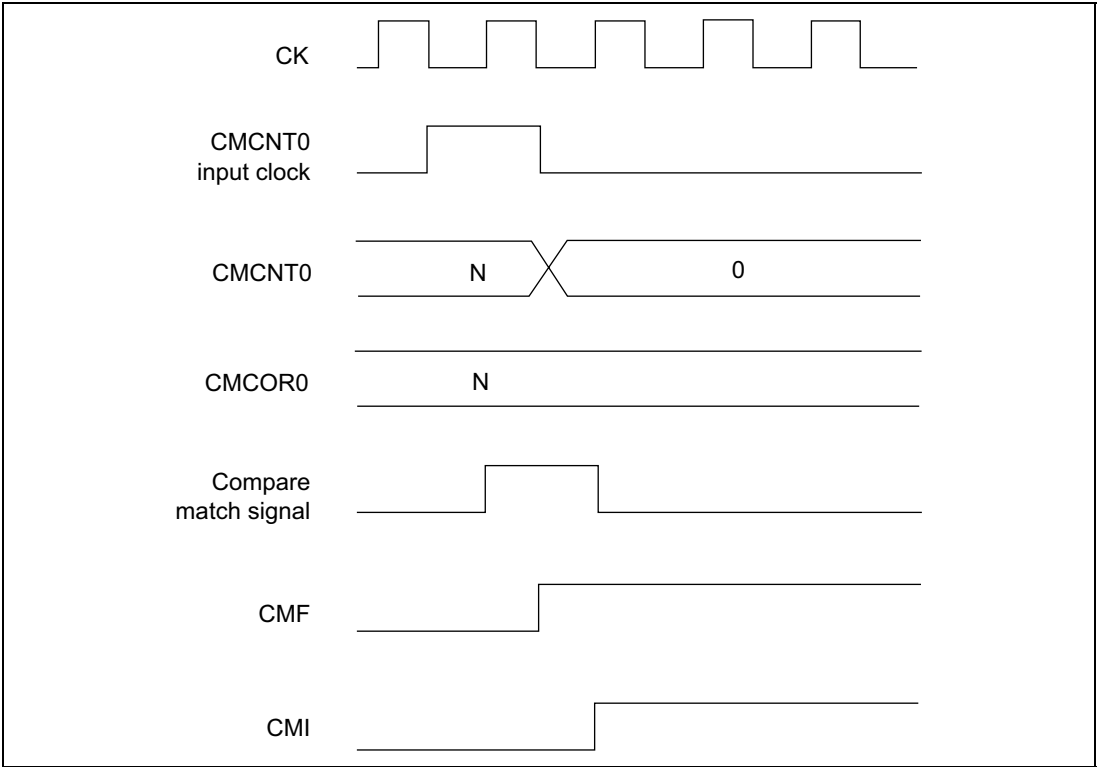 CK
CMCNT0
input clock
CMCNT0
N
0
CMCOR0
N
Compare
match signal
CMF
CMI